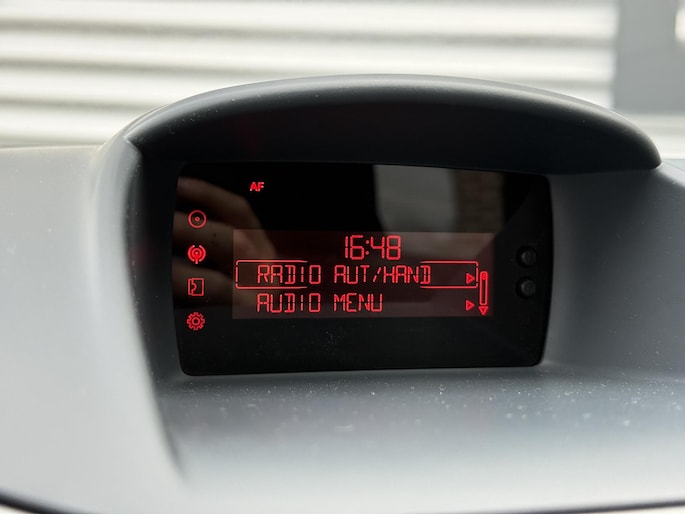 AF
16:48
RADIO AUT/HAND
AUDIO MENU